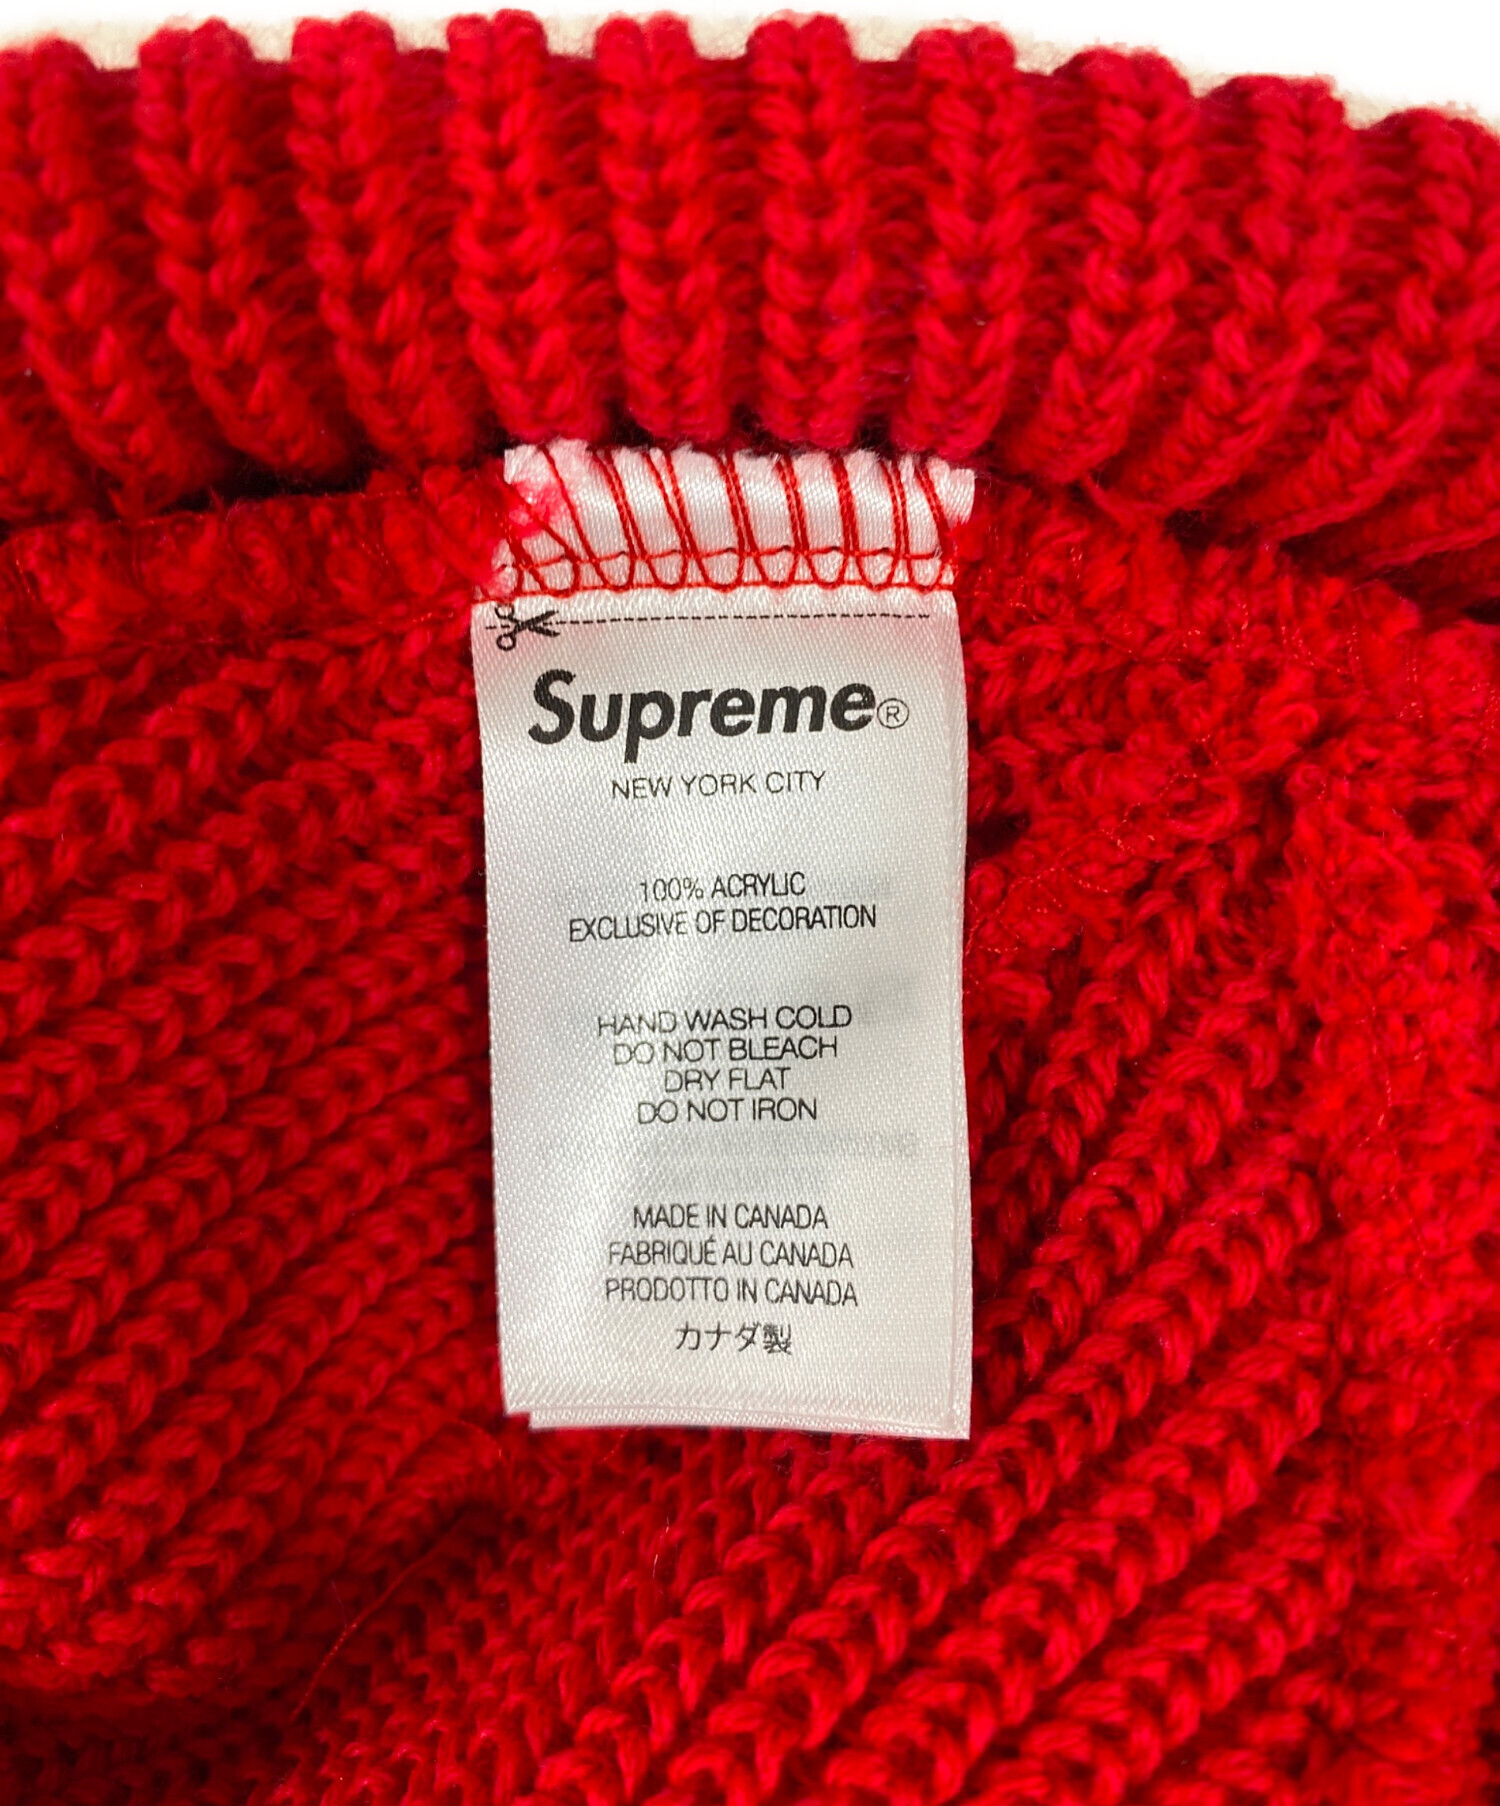 Supreme®
NEW YORK CITY
100% ACRYLIC
EXCLUSIVE OF DECORATION
HAND WASH COLD
DO NOT BLEACH
DRY FLAT
DO NOT IRON
MADE IN CANADA
FABRIQUÉ AU CANADA
PRODOTTO IN CANADA
カナダ製